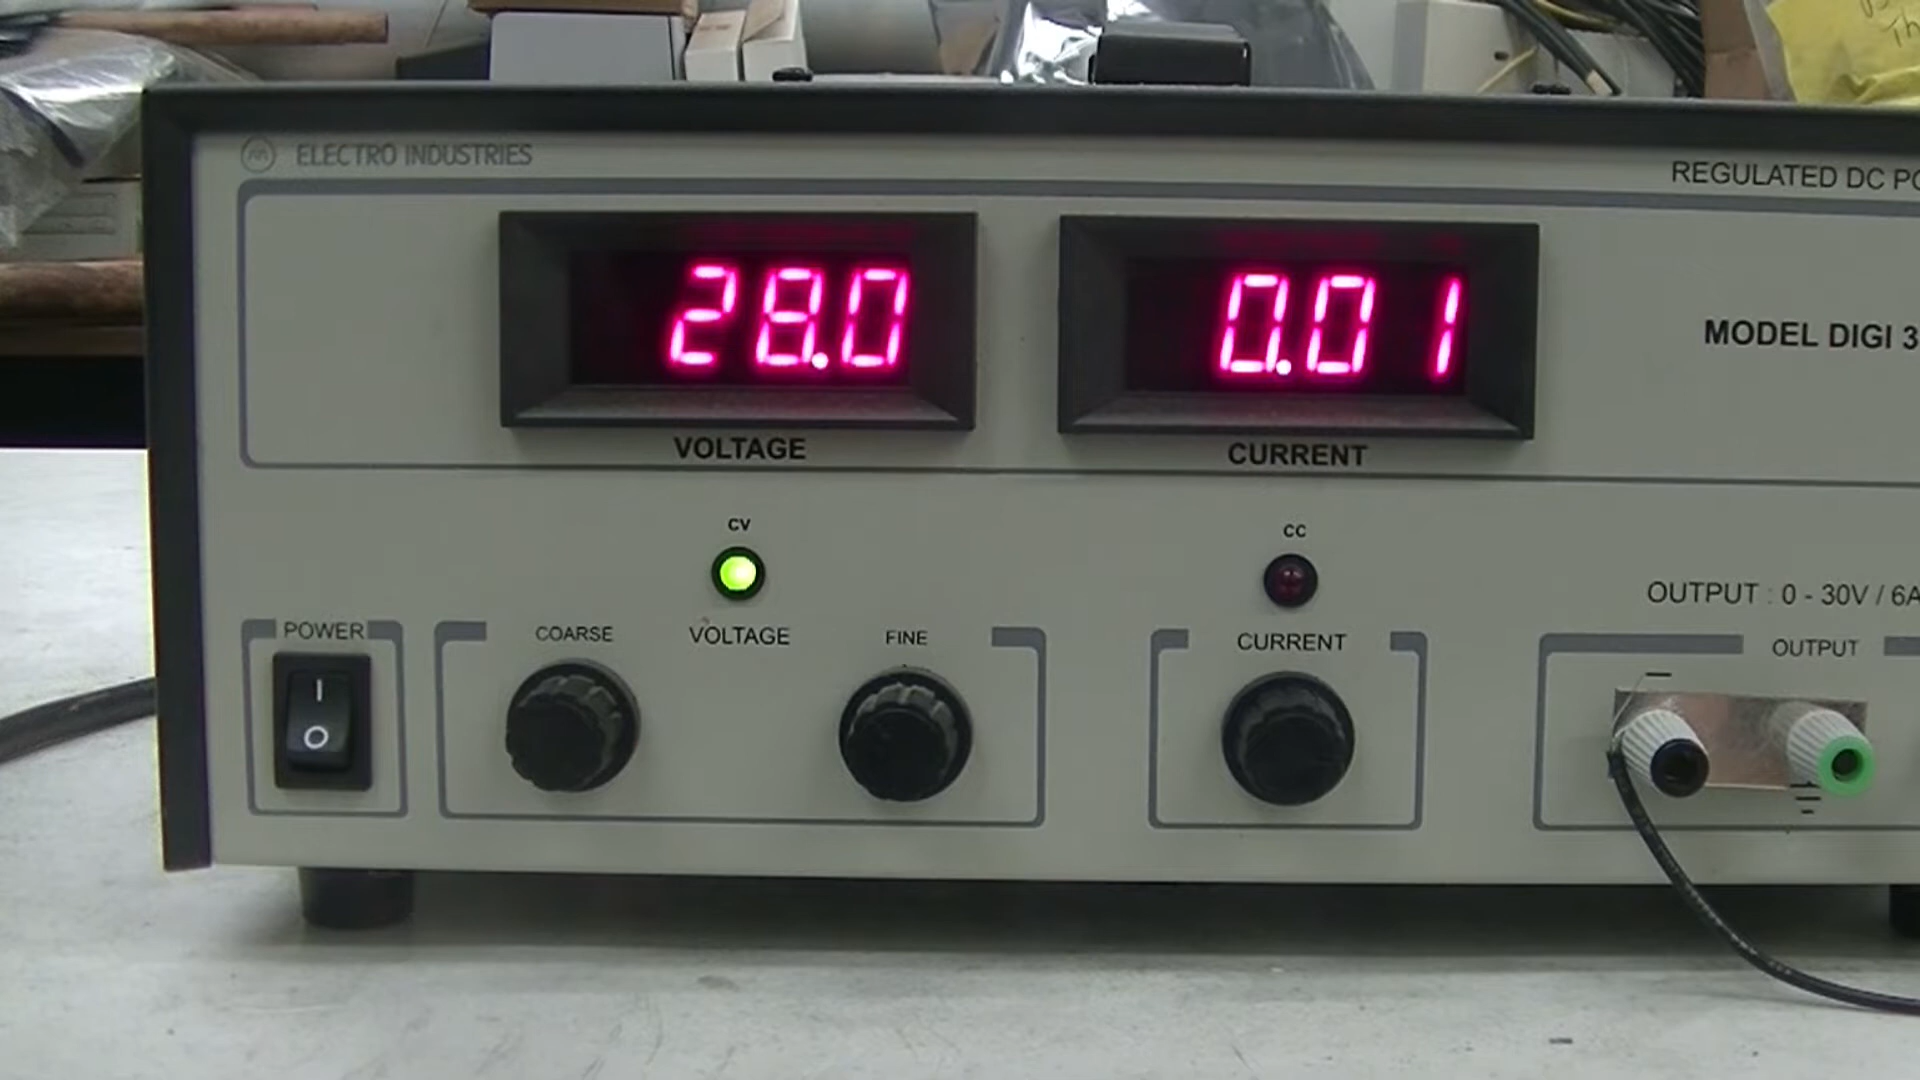 ELECTRO INDUSTRIES
REGULATED DC
MODEL DIGI 3
28.0
0.01
VOLTAGE
CURRENT
CV
CC
OUTPUT : 0 - 30V / 6A
POWER
COARSE
VOLTAGE
FINE
CURRENT
OUTPUT